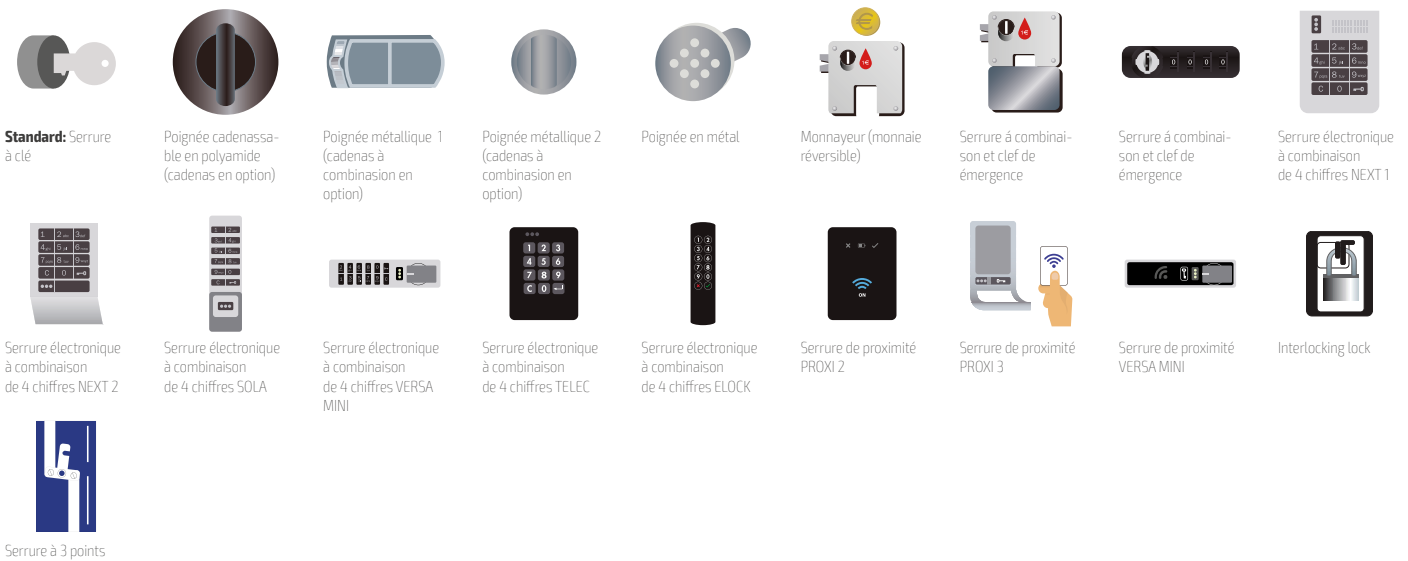 Standard: Serrure
à clé
Poignée cadenassa-
ble en polyamide
(cadenas en option)
Poignée métallique 1
(cadenas à
combinasion en
option)
Poignée métallique 2
(cadenas à
combinasion en
option)
Poignée en métal
Monnayeur (monnaie
réversible)
Serrure á combinai-
son et clef de
émergence
Serrure á combinai-
son et clef de
émergence
Serrure électronique
à combinaison
de 4 chiffres NEXT 1
Serrure électronique
à combinaison
de 4 chiffres NEXT 2
Serrure électronique
à combinaison
de 4 chiffres SOLA
Serrure électronique
à combinaison
de 4 chiffres VERSA
MINI
Serrure électronique
à combinaison
de 4 chiffres TELEC
Serrure électronique
à combinaison
de 4 chiffres ELOCK
ON
Serrure de proximité
PROXI 2
Serrure de proximité
PROXI 3
Serrure de proximité
VERSA MINI
Interlocking lock
Serrure à 3 points